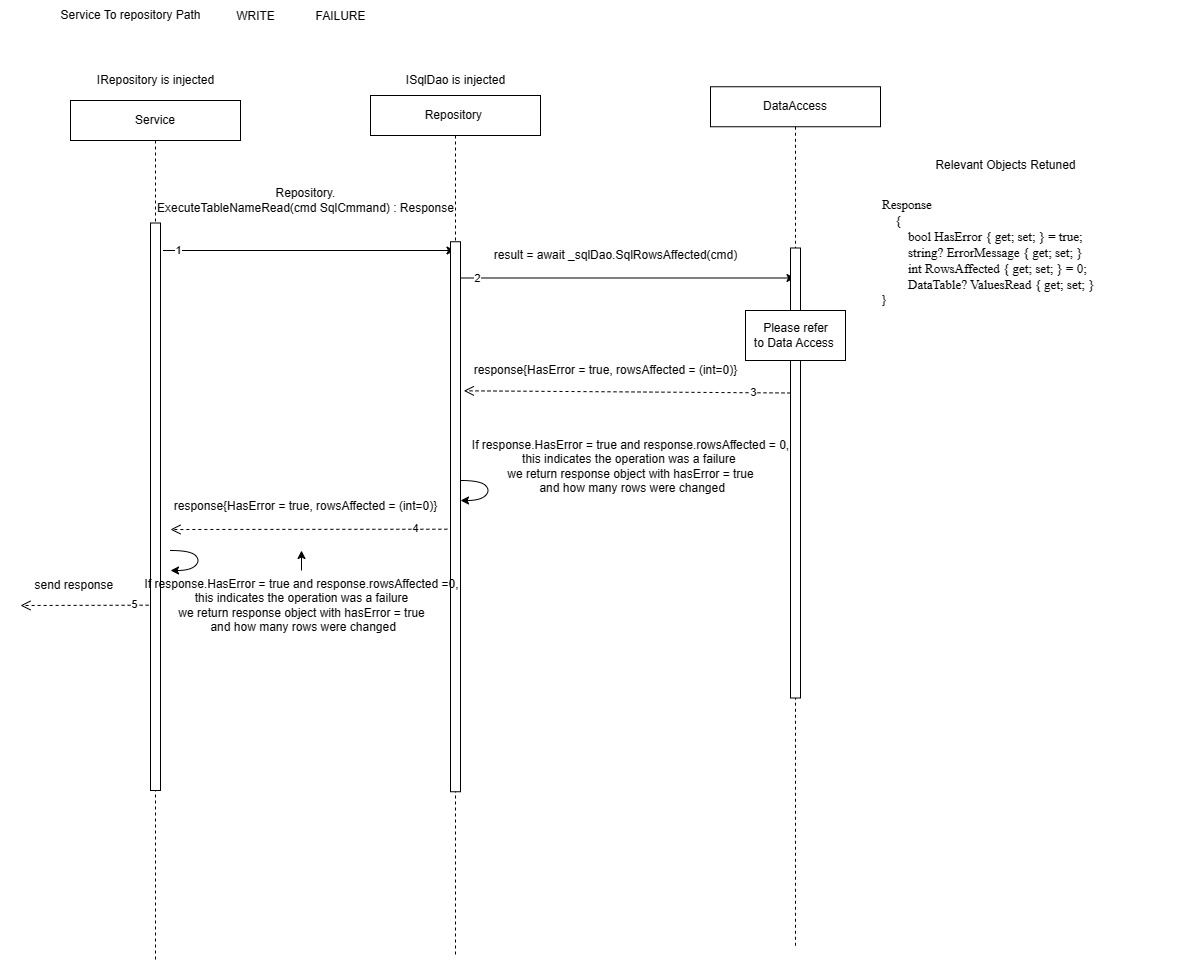 Service To repository Path WRITE FAILURE
IRepository is injected
ISqlDao is injected
Service
Repository
DataAccess
Relevant Objects Retuned
Repository.
ExecuteTableNameRead(cmd SqlCmmand) : Response
Response
{
bool HasError { get; set; } = true;
string? ErrorMessage { get; set; }
int RowsAffected { get; set; } = 0;
DataTable? ValuesRead { get; set; }
}
1
result = await _sqlDao.SqlRowsAffected(cmd)
2
Please refer
to Data Access
response{HasError = true, rowsAffected = (int=0)}
3
If response.HasError = true and response.rowsAffected = 0,
this indicates the operation was a failure
we return response object with hasError = true
and how many rows were changed
response{HasError = true, rowsAffected = (int=0)}
4
If response.HasError = true and response.rowsAffected =0,
this indicates the operation was a failure
we return response object with hasError = true
and how many rows were changed
send response
5